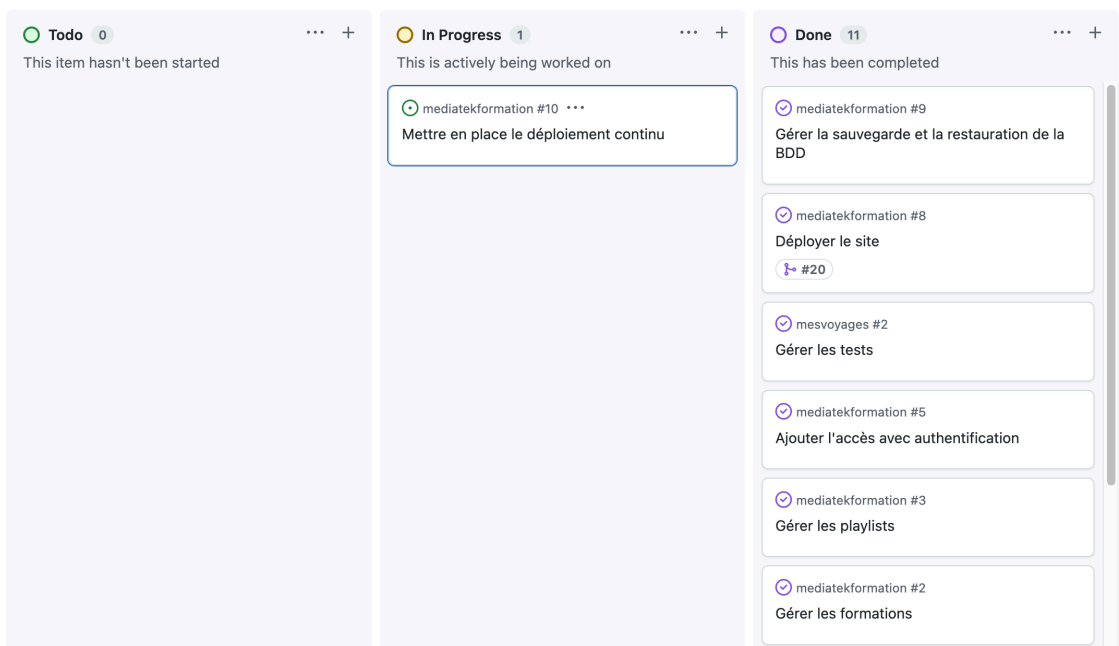 Todo 0
This item hasn't been started
In Progress 1
This is actively being worked on
mediatekformation #10
Mettre en place le déploiement continu
Done 11
This has been completed
mediatekformation #9
Gérer la sauvegarde et la restauration de la
BDD
mediatekformation #8
Déployer le site
#20
mesvoyages #2
Gérer les tests
mediatekformation #5
Ajouter l'accès avec authentification
mediatekformation #3
Gérer les playlists
mediatekformation #2
Gérer les formations